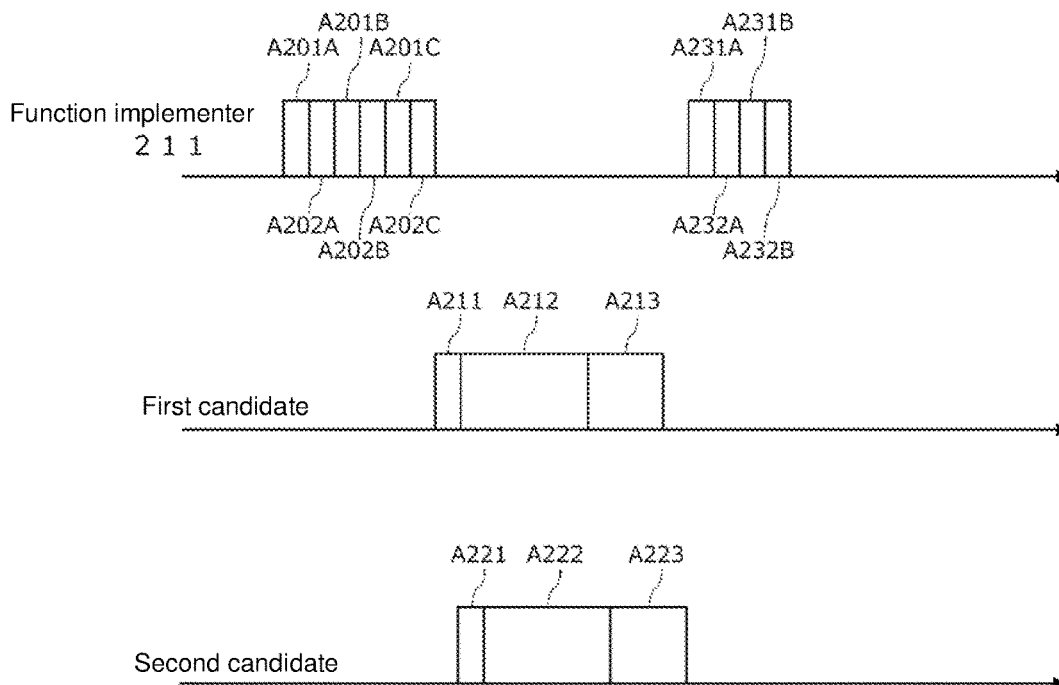 A201B
A201A A201C
A231B
A231A
Function implementer
2 1 1
A202A A202C
A202B
A232A
A232B
A211 A212 A213
First candidate
A221 A222 A223
Second candidate